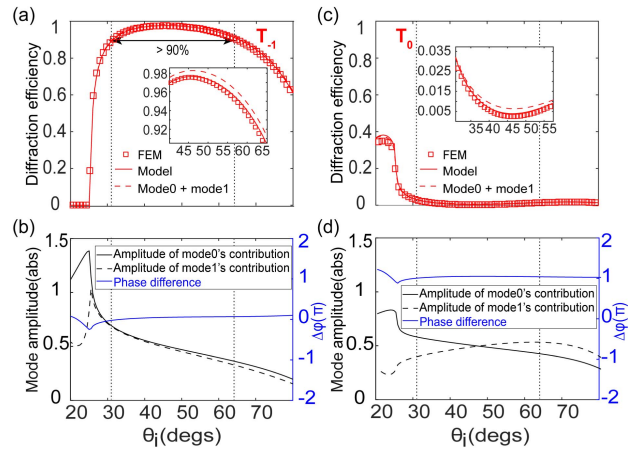 (a)
T-1
Diffraction efficiency
1
0.8
0.6
0.4
0.2
0
> 90%
0.98
0.96
0.94
0.92
45 50 55 60 65
FEM
Model
Mode0 + mode1
(c)
T0
Diffraction efficiency
1
0.8
0.6
0.4
0.2
0
0.035
0.025
0.015
0.005
35 45 55
FEM
Model
Mode0 + mode1
(b)
Mode amplitude(abs)
1.5
1
0.5
0
Amplitude of mode0's contribution
Amplitude of mode1's contribution
Phase difference
2
1
0
-1
-2
Δφ(π)
20 30 40 50 60 70
θi(degs)
(d)
Mode amplitude(abs)
1.5
1
0.5
0
Amplitude of mode0's contribution
Amplitude of mode1's contribution
Phase difference
2
1
0
-1
-2
Δφ(π)
20 30 40 50 60 70 80
θi(degs)